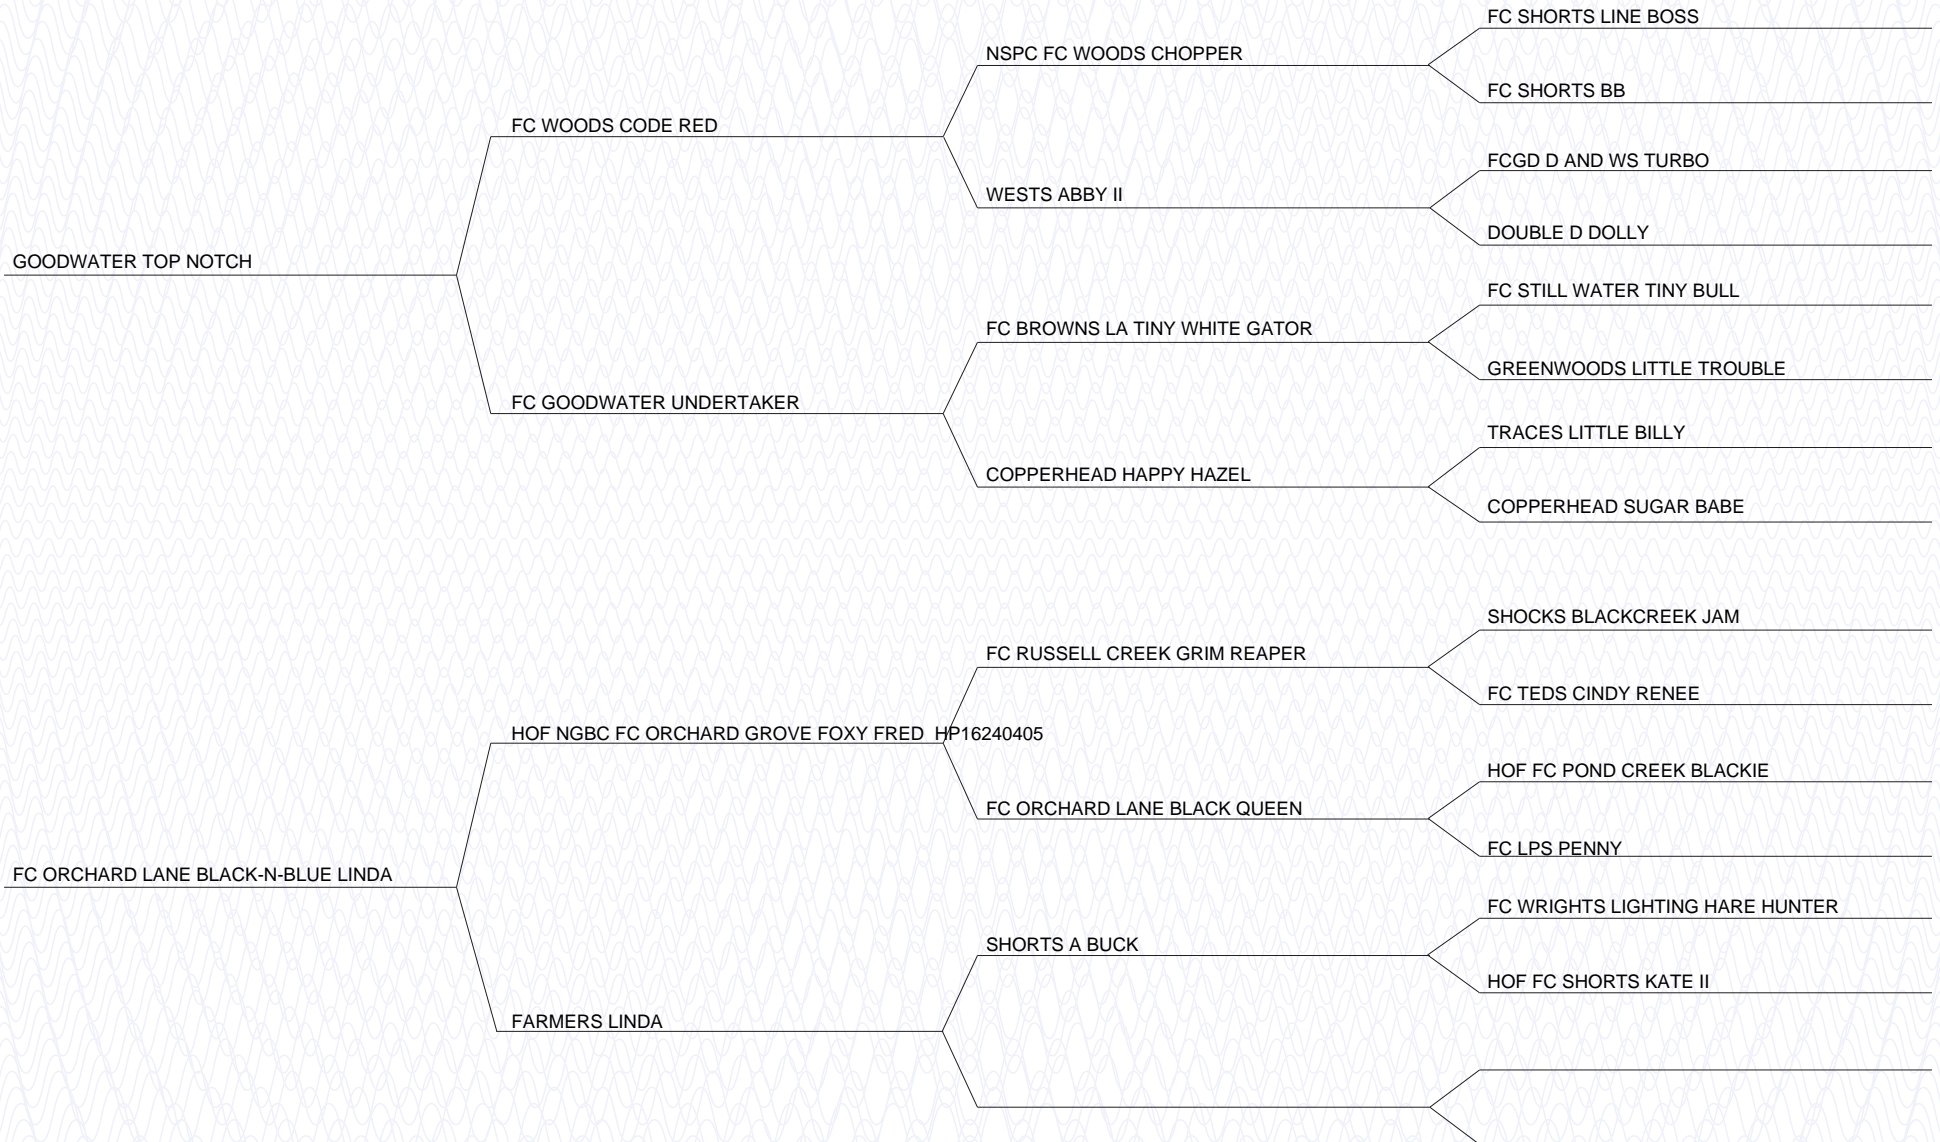 FC SHORTS LINE BOSS
NSPC FC WOODS CHOPPER
FC SHORTS BB
FC WOODS CODE RED
FCGD D AND WS TURBO
WESTS ABBY II
DOUBLE D DOLLY
GOODWATER TOP NOTCH
FC STILL WATER TINY BULL
FC BROWNS LA TINY WHITE GATOR
GREENWOODS LITTLE TROUBLE
FC GOODWATER UNDERTAKER
TRACES LITTLE BILLY
COPPERHEAD HAPPY HAZEL
COPPERHEAD SUGAR BABE
SHOCKS BLACKCREEK JAM
FC RUSSELL CREEK GRIM REAPER
FC TEDS CINDY RENEE
HOF NGBC FC ORCHARD GROVE FOXY FRED  HP16240405
HOF FC POND CREEK BLACKIE
FC ORCHARD LANE BLACK QUEEN
FC LPS PENNY
FC ORCHARD LANE BLACK-N-BLUE LINDA
FC WRIGHTS LIGHTING HARE HUNTER
SHORTS A BUCK
HOF FC SHORTS KATE II
FARMERS LINDA